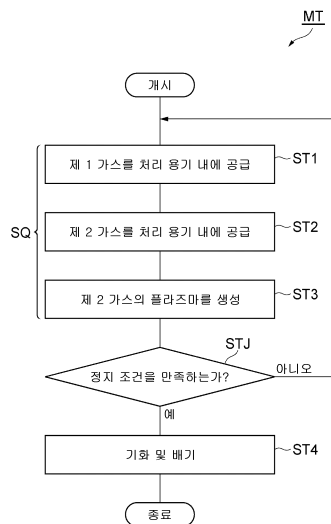 MT
개시
제 1 가스를 처리 용기 내에 공급
ST1
SQ
제 2 가스를 처리 용기 내에 공급
ST2
제 2 가스의 플라즈마를 생성
ST3
STJ
정지 조건을 만족하는가?
아니오
예
기화 및 배기
ST4
종료